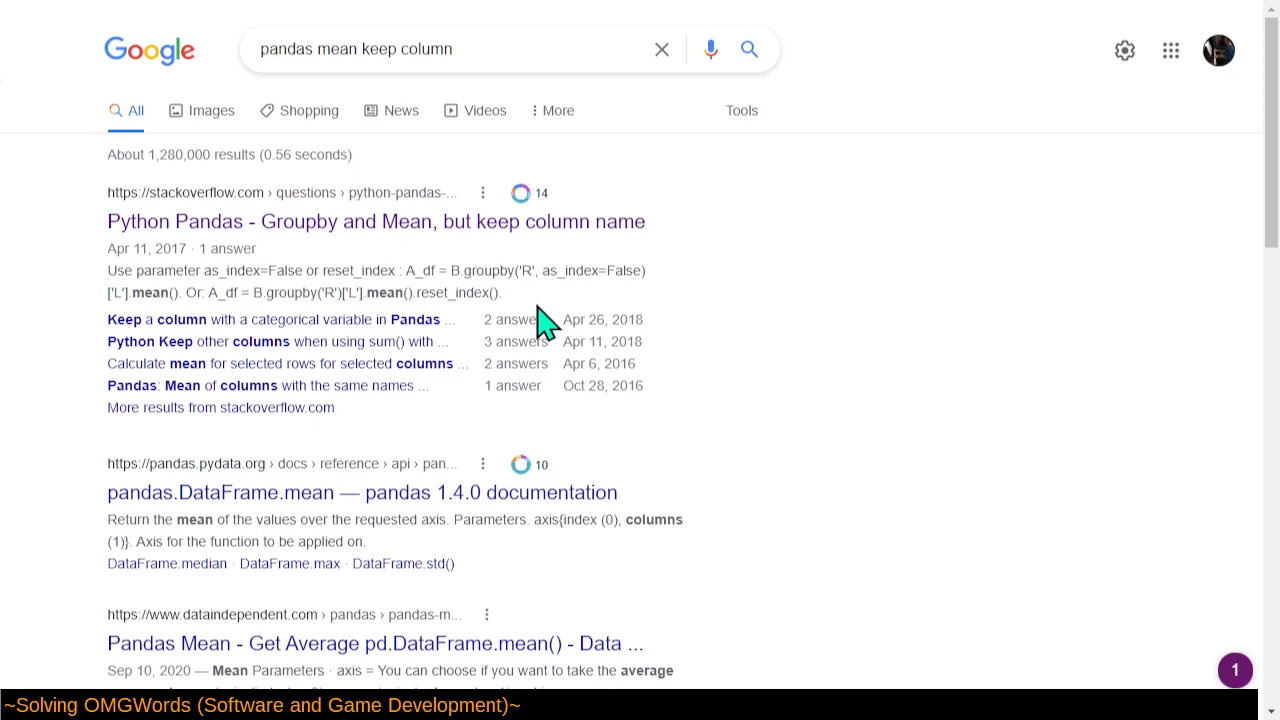 Google
pandas mean keep column
All
Images
Shopping
News
Videos
More
Tools
About 1,280,000 results (0.56 seconds)
https://stackoverflow.com › questions › python-pandas-...
14
Python Pandas - Groupby and Mean, but keep column name
Apr 11, 2017 · 1 answer
Use parameter as_index=False or reset_index : A_df = B.groupby('R', as_index=False)
['L'].mean(). Or: A_df = B.groupby('R')['L'].mean().reset_index().
Keep a column with a categorical variable in Pandas ... 2 answe Apr 26, 2018
Python Keep other columns when using sum() with ... 3 answers Apr 11, 2018
Calculate mean for selected rows for selected columns ... 2 answers Apr 6, 2016
Pandas: Mean of columns with the same names ... 1 answer Oct 28, 2016
More results from stackoverflow.com
https://pandas.pydata.org › docs › reference › api › pan...
10
pandas.DataFrame.mean — pandas 1.4.0 documentation
Return the mean of the values over the requested axis. Parameters. axis{index (0), columns
(1)}. Axis for the function to be applied on.
DataFrame.median · DataFrame.max · DataFrame.std()
https://www.dataindependent.com › pandas › pandas-m...
Pandas Mean - Get Average pd.DataFrame.mean() - Data ...
Sep 10, 2020 — Mean Parameters · axis = You can choose if you want to take the average
1
~Solving OMGWords (Software and Game Development)~